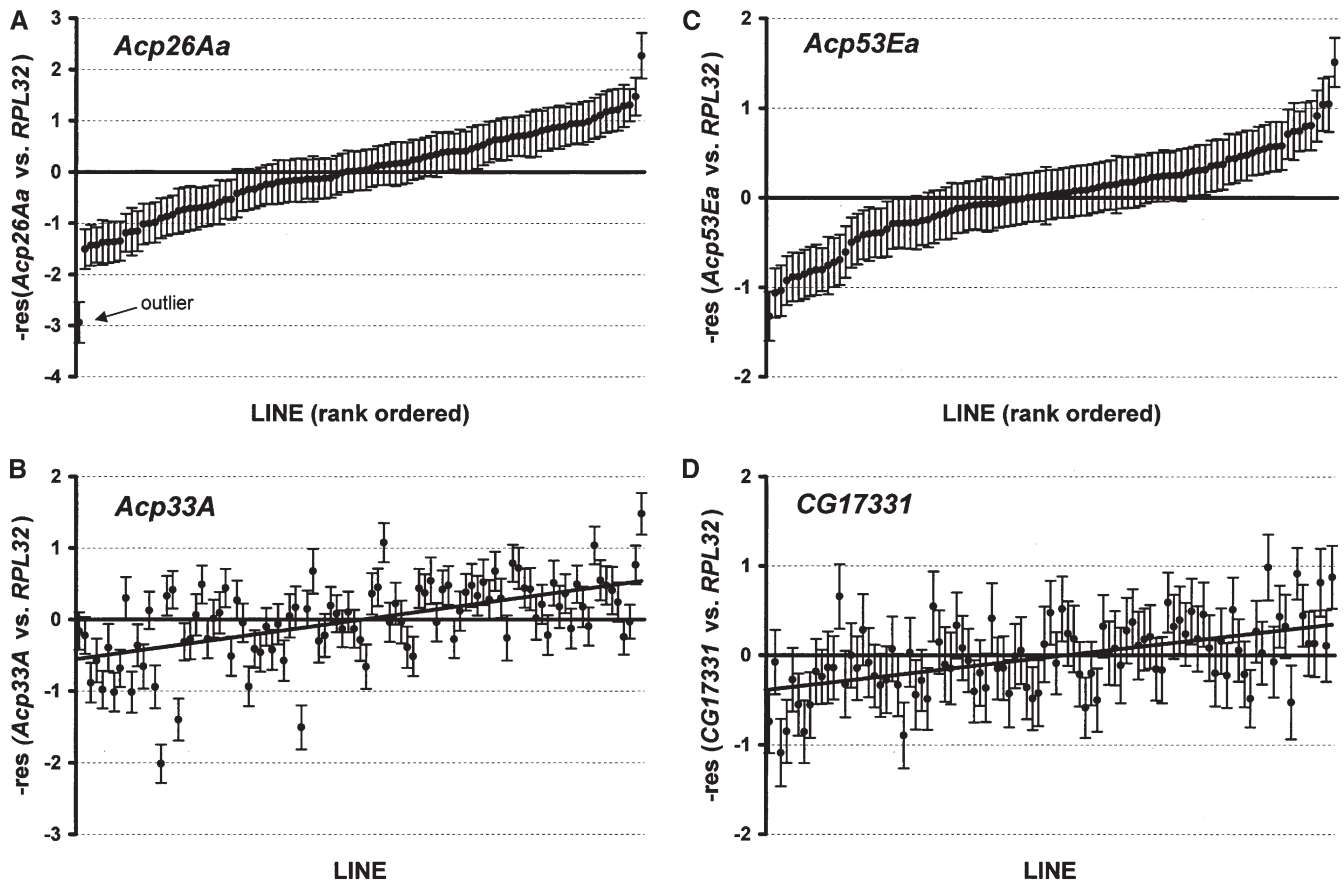 A
Acp26Aa
-res(Acp26Aa vs. RPL32)
3
2
1
0
-1
-2
-3
-4
outlier
LINE (rank ordered)
C
Acp53Ea
-res (Acp53Ea vs. RPL32)
2
1
0
-1
-2
LINE (rank ordered)
B
Acp33A
-res (Acp33A vs. RPL32)
2
1
0
-1
-2
-3
LINE
D
CG17331
-res (CG17331 vs. RPL32)
2
1
0
-1
-2
LINE